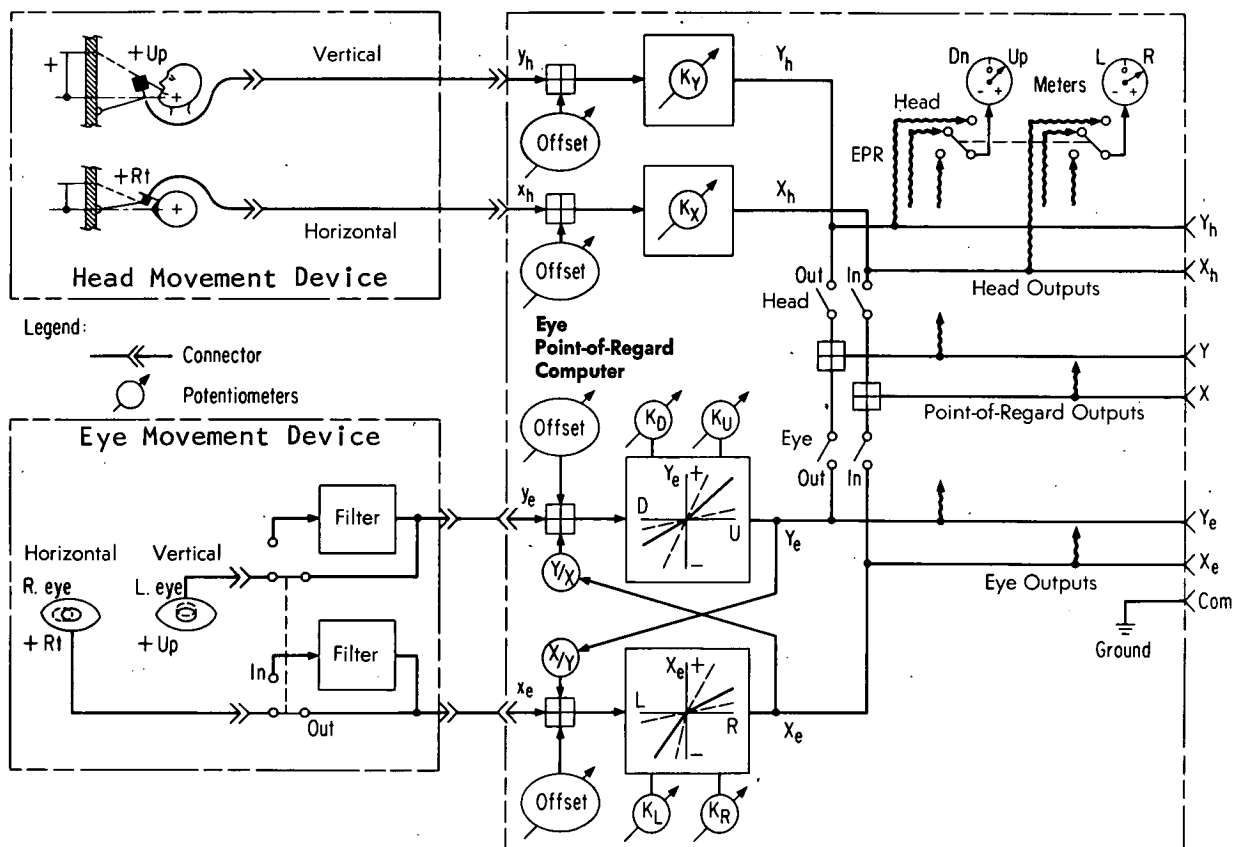 + Up
Vertical
+
+
+ Rt
+
Horizontal
Head Movement Device
y_h
Offset
K_Y
Y_h
x_h
Offset
K_X
X_h
Dn
o
Up
- +
Meters
L
o
R
- +
Head
EPR
Y_h
X_h
Head Outputs
Out
In
Head
Y
X
Point-of-Regard Outputs
Eye
Out
In
Legend:
Connector
Potentiometers
Eye
Point-of-Regard
Computer
Eye Movement Device
Filter
Horizontal
Vertical
R. eye
L. eye
+ Rt
+ Up
In
Filter
Out
Offset
K_D
K_U
y_e
Y_e
+
D
U
-
Y_e
Y/X
Y_e
X_e
Eye Outputs
Com
Ground
X/Y
x_e
X_e
+
L
R
-
X_e
Offset
K_L
K_R